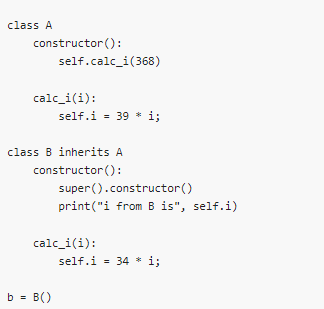 class A
    constructor():
        self.calc_i(368)

    calc_i(i):
        self.i = 39 * i;

class B inherits A
    constructor():
        super().constructor()
        print("i from B is", self.i)

    calc_i(i):
        self.i = 34 * i;

b = B()